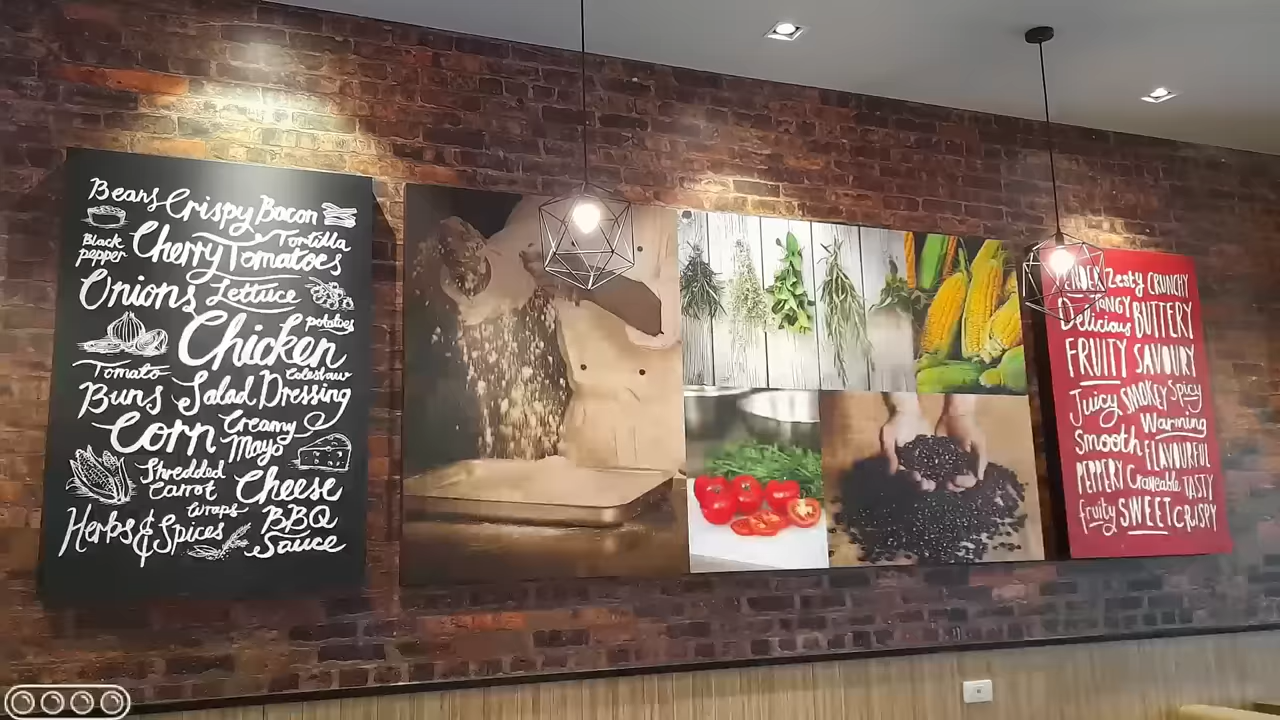 Beans Crispy Bacon
Black pepper Cherry Tortilla Tomatoes
Onions Lettuce
potatoes
Chicken
Tomato Coleslaw
Buns Salad Dressing
Corn Creamy Mayo
Shredded Carrot Cheese
Wraps
Herbs & Spices BBQ Sauce
Zesty CRUNCHY
Delicious BUTTERY
FRUITY SAVOURY
Juicy SMOKEY Spicy
Warming
Smooth FLAVOURFUL
PEPPERY Craveable TASTY
fruity SWEET CRISPY